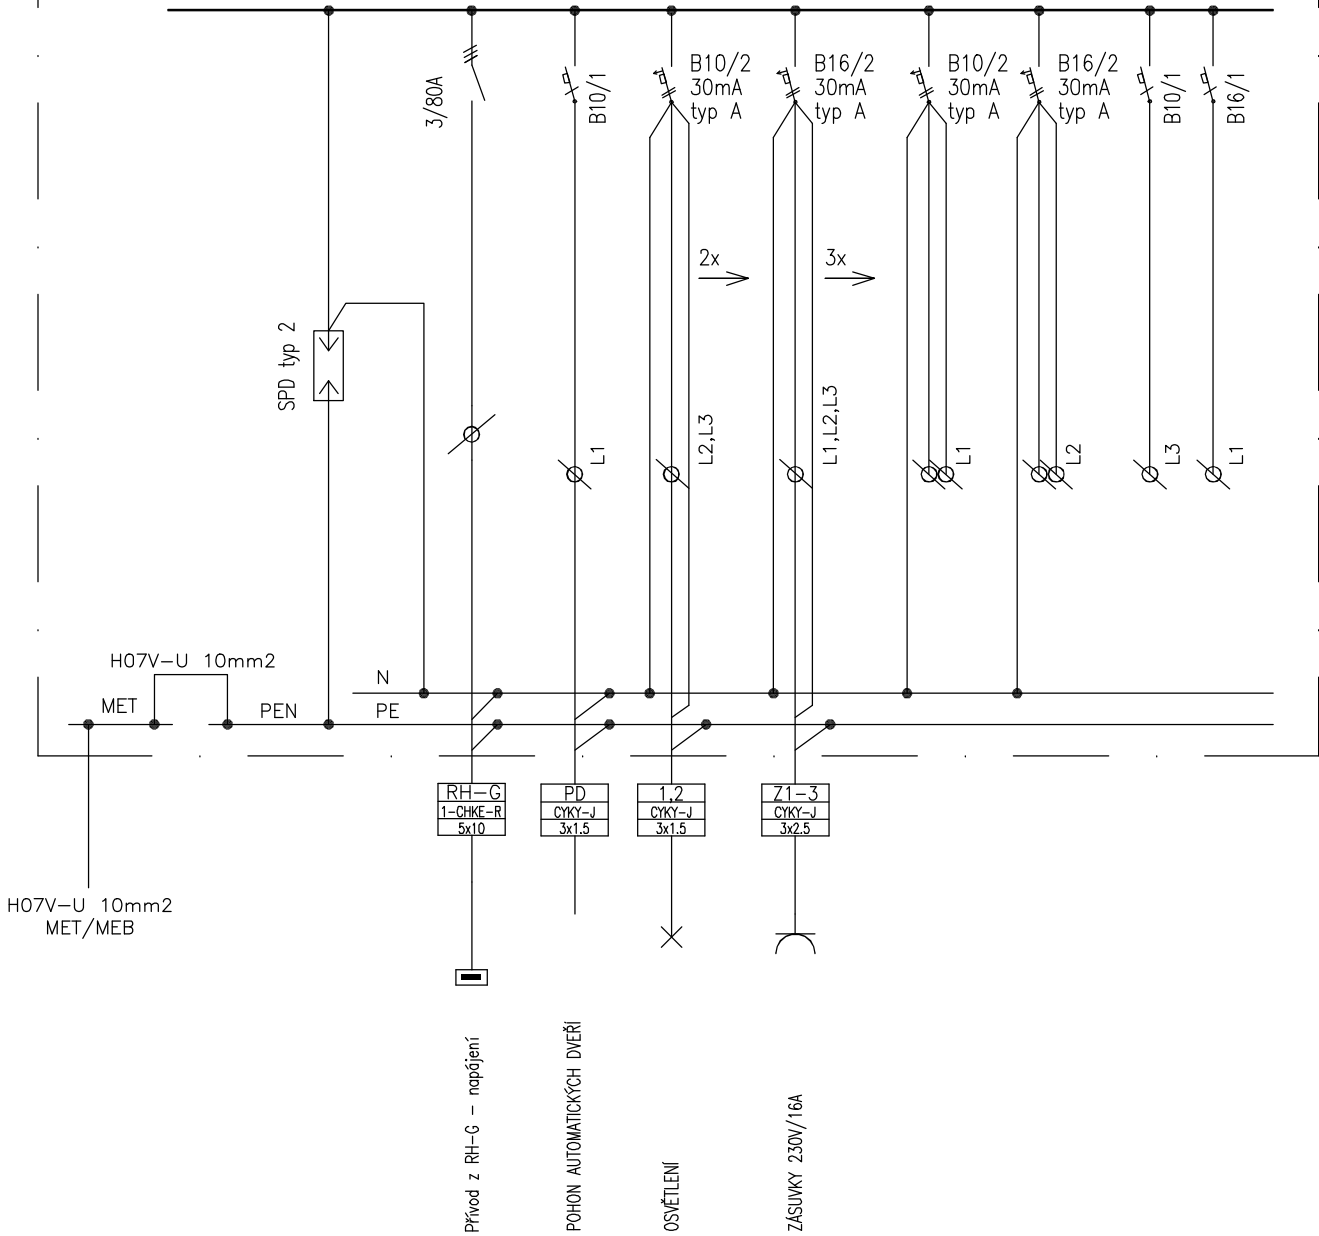 3/80A
B10/1
B10/2
30mA
typ A
B16/2
30mA
typ A
B10/2
30mA
typ A
B16/2
30mA
typ A
B10/1
B16/1
2x
3x
SPD typ 2
L1
L2,L3
L1,L2,L3
L1
L2
L3
L1
H07V-U 10mm2
MET
PEN
N
PE
RH-G
1-CHKE-R
5x10
PD
CYKY-J
3x1.5
1,2
CYKY-J
3x1.5
Z1-3
CYKY-J
3x2.5
H07V-U 10mm2
MET/MEB
Přívod z RH-G - napájení
POHON AUTOMATICKÝCH DVEŘÍ
OSVĚTLENÍ
ZÁSUVKY 230V/16A